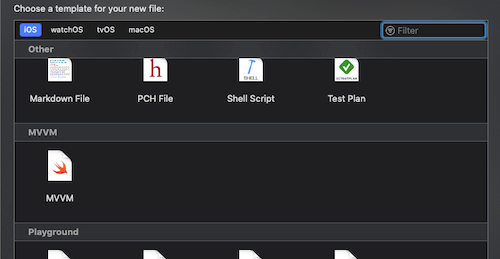 Choose a template for your new file:
iOS watchOS tvOS macOS Filter
Other
h
SHELL
Markdown File PCH File Shell Script Test Plan
MVVM
MVVM
Playground